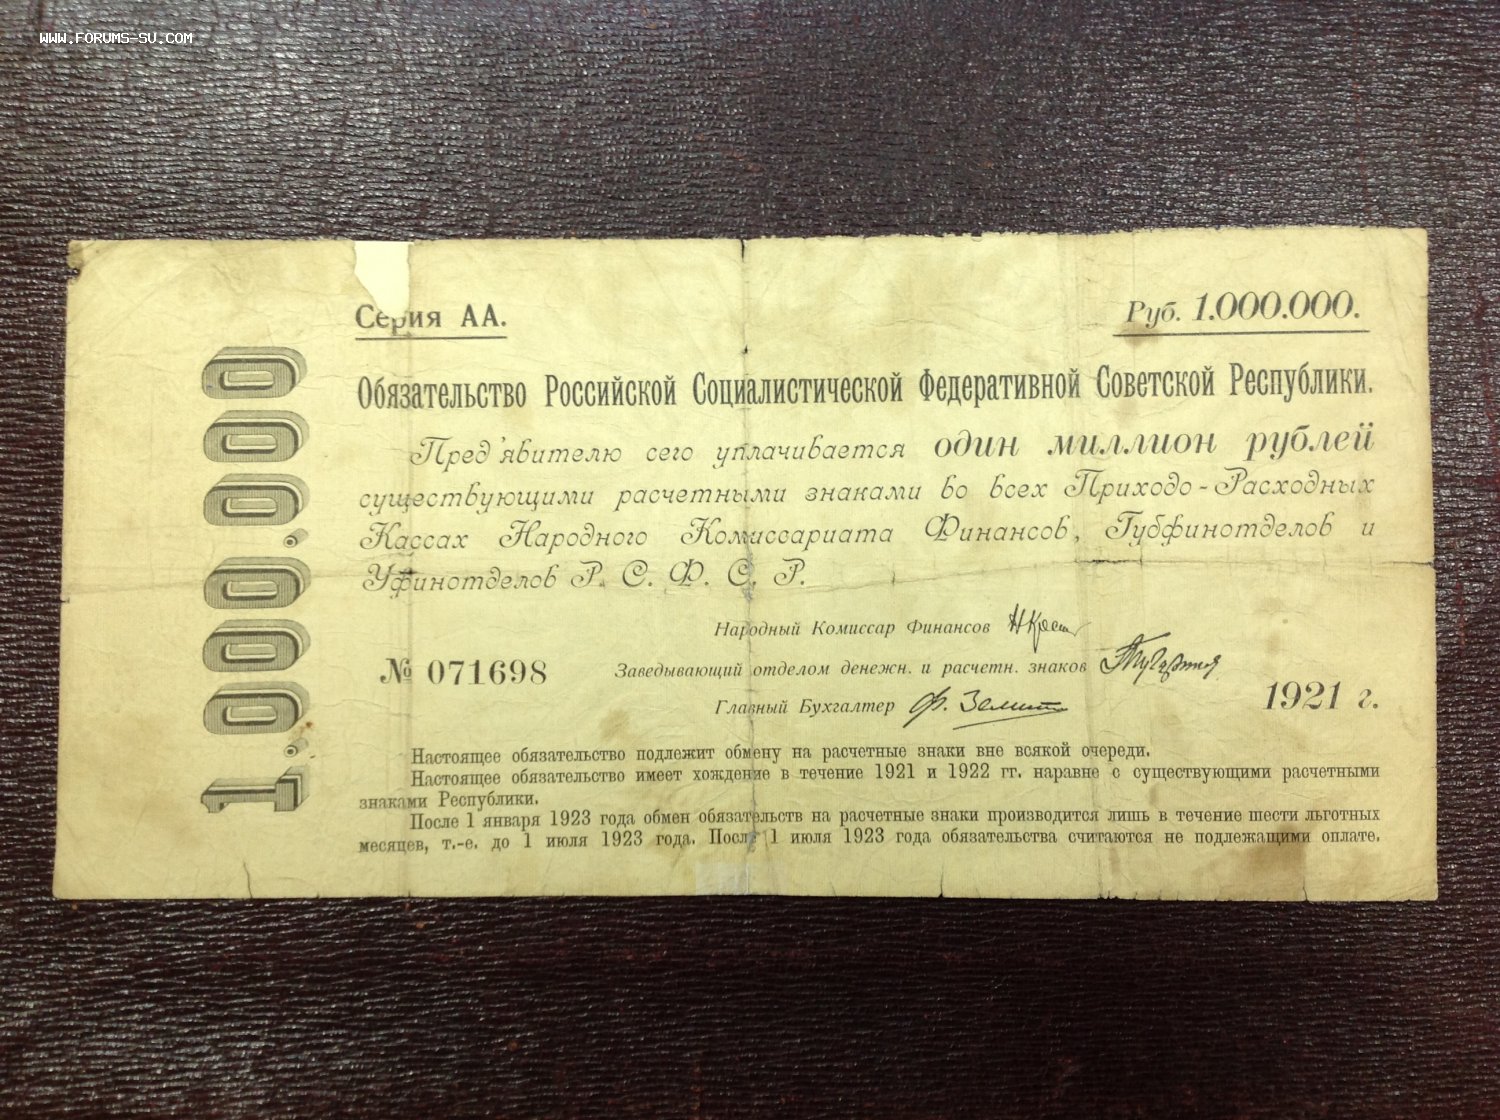 WWW.FORUMS-SU.COM
Серия АА.
Руб. 1.000.000.
1.000.000
Обязательство Российской Социалистической Федеративной Советской Республики.
Пред'явителю сего уплачивается один миллион рублей
существующими расчетными знаками во всех Приходо-Расходных
Кассах Народного Комиссариата Финансов, Губфинотделов и
Уфинотделов Р. С. Ф. С. Р.
Народный Комиссар Финансов
№ 071698
Заведывающий отделом денежн. и расчетн. знаков
Главный Бухгалтер
1921 г.
Настоящее обязательство подлежит обмену на расчетные знаки вне всякой очереди.
Настоящее обязательство имеет хождение в течение 1921 и 1922 гг. наравне с существующими расчетными
знаками Республики.
После 1 января 1923 года обмен обязательств на расчетные знаки производится лишь в течение шести льготных
месяцев, т.-е. до 1 июля 1923 года. После 1 июля 1923 года обязательства считаются не подлежащими оплате.